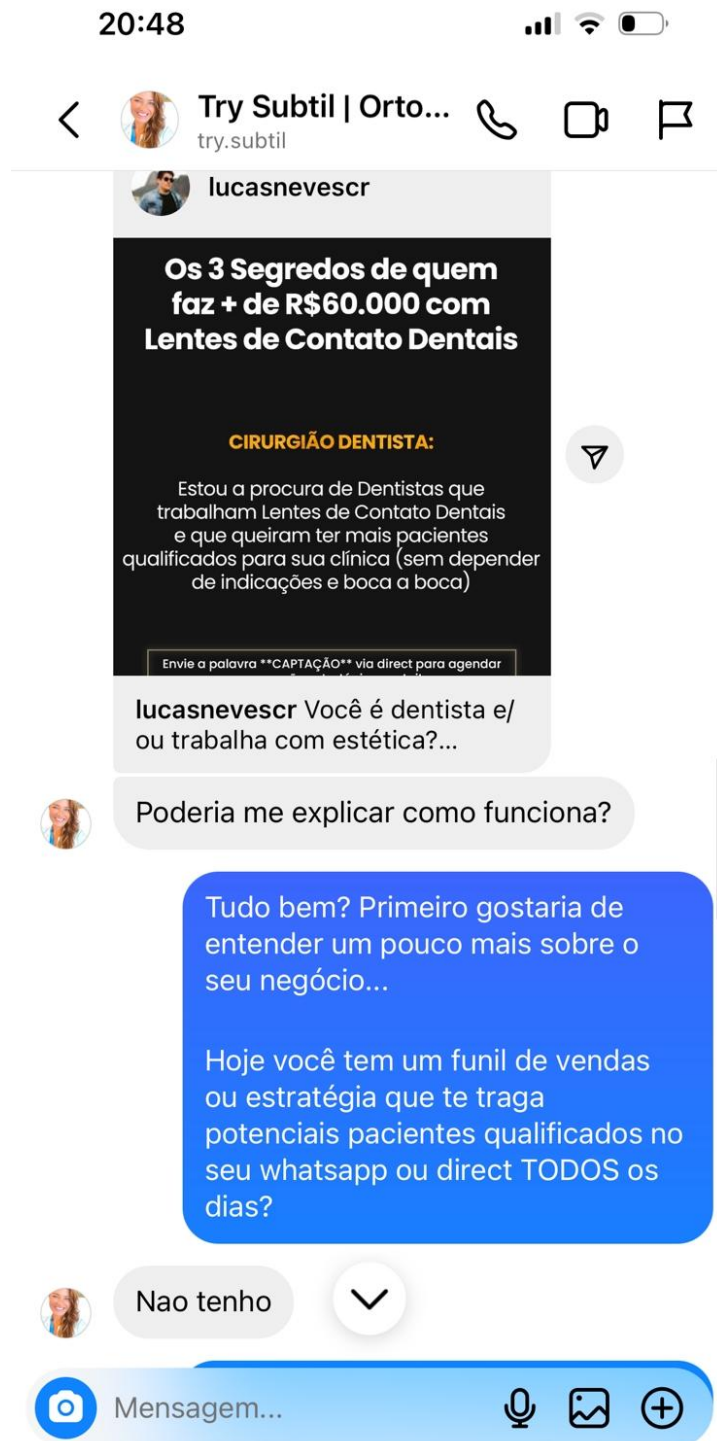 20:48
Try Subtil | Orto...
try.subtil
lucasnevescr
Os 3 Segredos de quem
faz + de R$60.000 com
Lentes de Contato Dentais
CIRURGIÃO DENTISTA:
Estou a procura de Dentistas que
trabalham Lentes de Contato Dentais
e que queiram ter mais pacientes
qualificados para sua clínica (sem depender
de indicações e boca a boca)
Envie a palavra **CAPTAÇÃO** via direct para agendar
lucasnevescr Você é dentista e/
ou trabalha com estética?...
Poderia me explicar como funciona?
Tudo bem? Primeiro gostaria de
entender um pouco mais sobre o
seu negócio...
Hoje você tem um funil de vendas
ou estratégia que te traga
potenciais pacientes qualificados no
seu whatsapp ou direct TODOS os
dias?
Nao tenho
Mensagem...